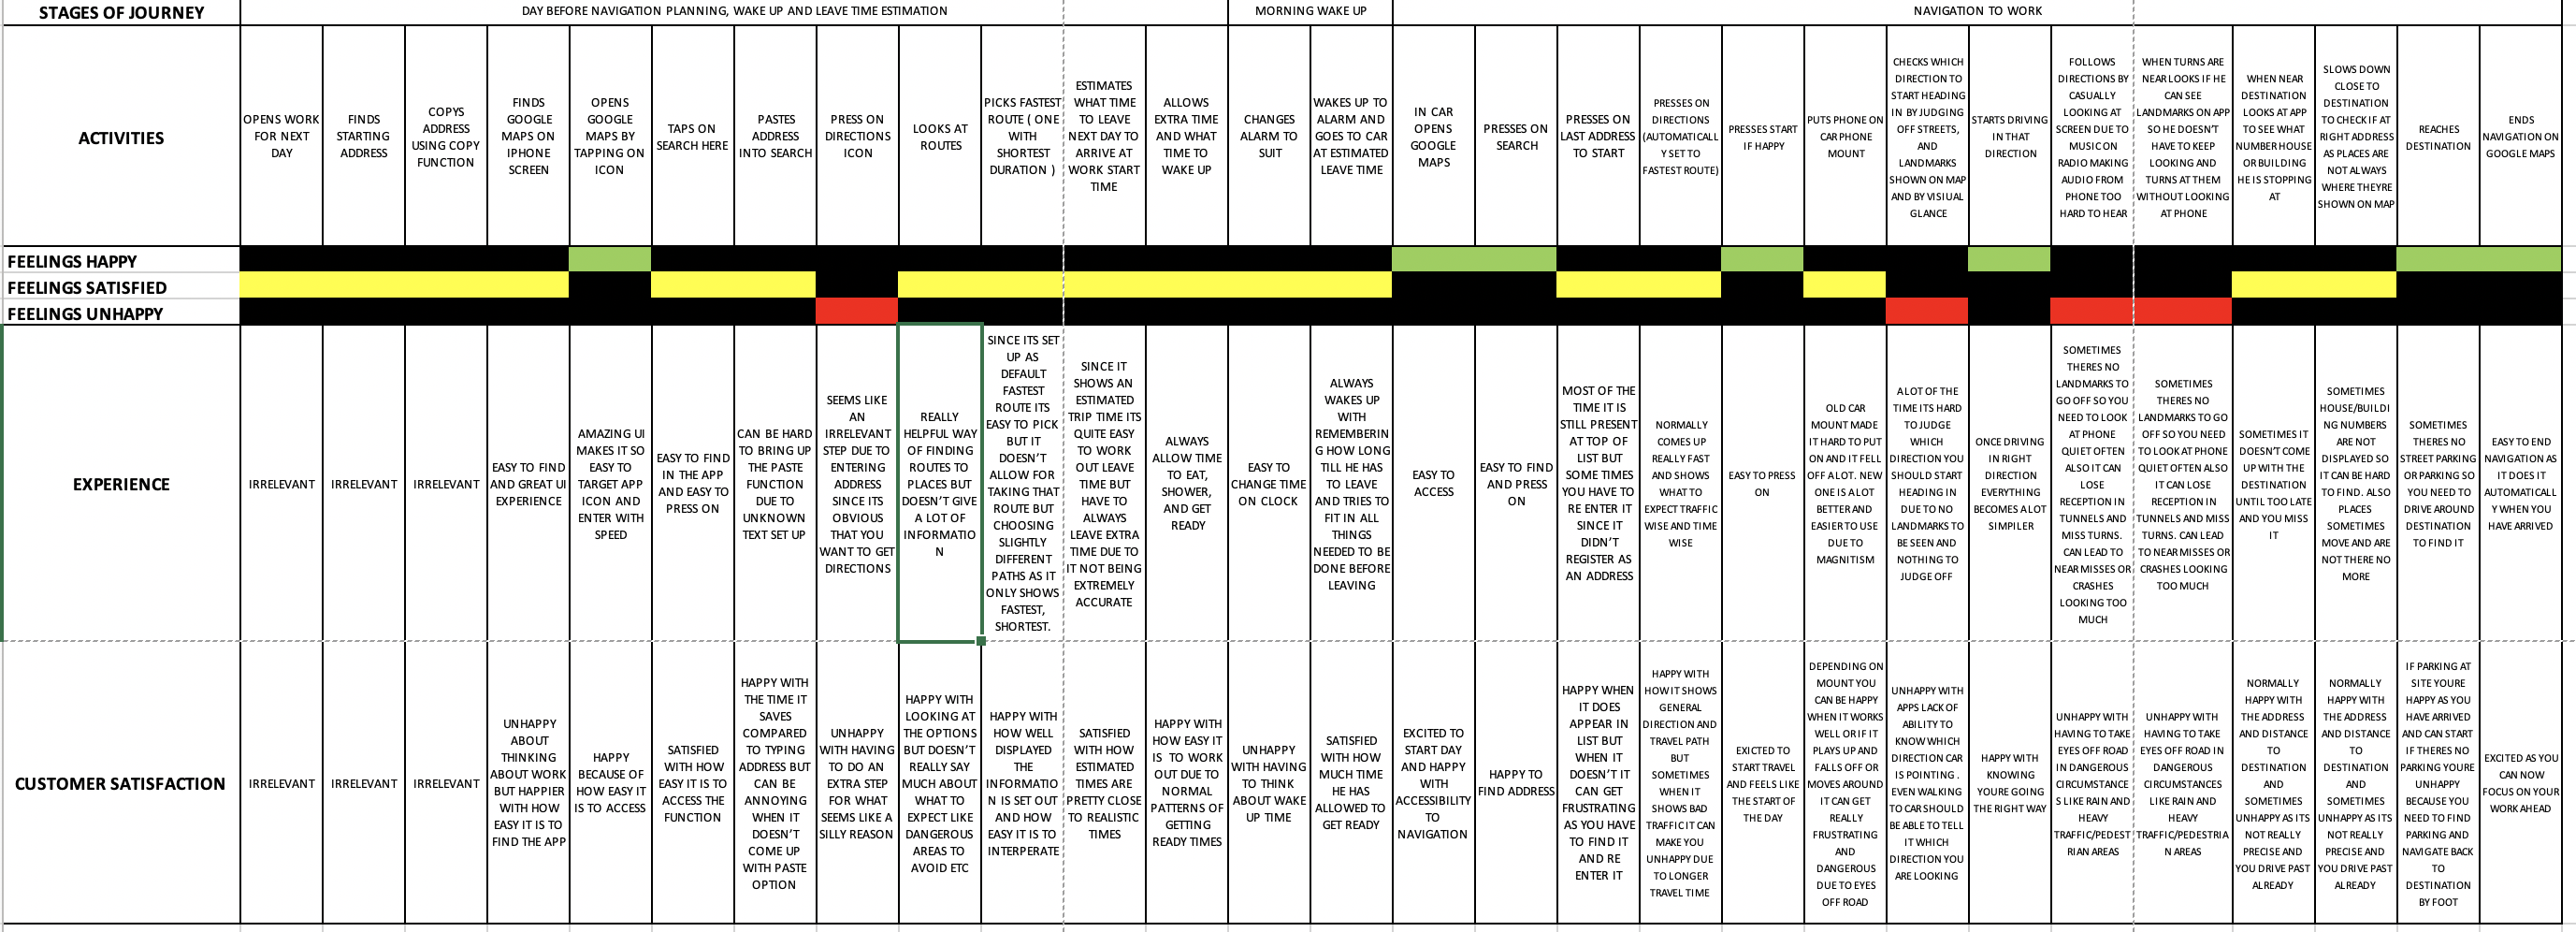 STAGES OF JOURNEY
DAY BEFORE NAVIGATION PLANNING, WAKE UP AND LEAVE TIME ESTIMATION
MORNING WAKE UP
NAVIGATION TO WORK
ACTIVITIES
OPENS WORK
FOR NEXT
DAY
FINDS
STARTING
ADDRESS
COPYS
ADDRESS
USING COPY
FUNCTION
FINDS
GOOGLE
MAPS ON
IPHONE
SCREEN
OPENS
GOOGLE
MAPS BY
TAPPING ON
ICON
TAPS ON
SEARCH HERE
PASTES
ADDRESS
INTO SEARCH
PRESS ON
DIRECTIONS
ICON
LOOKS AT
ROUTES
PICKS FASTEST
ROUTE ( ONE
WITH
SHORTEST
DURATION )
ESTIMATES
WHAT TIME
TO LEAVE
NEXT DAY TO
ARRIVE AT
WORK START
TIME
ALLOWS
EXTRA TIME
AND WHAT
TIME TO
WAKE UP
CHANGES
ALARM TO
SUIT
WAKES UP TO
ALARM AND
GOES TO CAR
AT ESTIMATED
LEAVE TIME
IN CAR
OPENS
GOOGLE
MAPS
PRESSES ON
SEARCH
PRESSES ON
LAST ADDRESS
TO START
PRESSES ON
DIRECTIONS
(AUTOMATICALL
Y SET TO
FASTEST ROUTE)
PRESSES START
IF HAPPY
PUTS PHONE ON
CAR PHONE
MOUNT
CHECKS WHICH
DIRECTION TO
START HEADING
IN BY JUDGING
OFF STREETS,
AND
LANDMARKS
SHOWN ON MAP
AND BY VISIUAL
GLANCE
STARTS DRIVING
IN THAT
DIRECTION
FOLLOWS
DIRECTIONS BY
CASUALLY
LOOKING AT
SCREEN DUE TO
MUSIC ON
RADIO MAKING
AUDIO FROM
PHONE TOO
HARD TO HEAR
WHEN TURNS ARE
NEAR LOOKS IF HE
CAN SEE
LANDMARKS ON APP
SO HE DOESN'T
HAVE TO KEEP
LOOKING AND
TURNS AT THEM
WITHOUT LOOKING
AT PHONE
WHEN NEAR
DESTINATION
LOOKS AT APP
TO SEE WHAT
NUMBER HOUSE
OR BUILDING
HE IS STOPPING
AT
SLOWS DOWN
CLOSE TO
DESTINATION
TO CHECK IF AT
RIGHT ADDRESS
AS PLACES ARE
NOT ALWAYS
WHERE THEYRE
SHOWN ON MAP
REACHES
DESTINATION
ENDS
NAVIGATION ON
GOOGLE MAPS
FEELINGS HAPPY
FEELINGS SATISFIED
FEELINGS UNHAPPY
EXPERIENCE
IRRELEVANT
IRRELEVANT
IRRELEVANT
EASY TO FIND
AND GREAT UI
EXPERIENCE
AMAZING UI
MAKES IT SO
EASY TO
TARGET APP
ICON AND
ENTER WITH
SPEED
EASY TO FIND
IN THE APP
AND EASY TO
PRESS ON
CAN BE HARD
TO BRING UP
THE PASTE
FUNCTION
DUE TO
UNKNOWN
TEXT SET UP
SEEMS LIKE
AN
IRRELEVANT
STEP DUE TO
ENTERING
ADDRESS
SINCE ITS
OBVIOUS
THAT YOU
WANT TO GET
DIRECTIONS
REALLY
HELPFUL WAY
OF FINDING
ROUTES TO
PLACES BUT
DOESN'T GIVE
A LOT OF
INFORMATIO
N
SINCE ITS SET
UP AS
DEFAULT
FASTEST
ROUTE ITS
EASY TO PICK
BUT IT
DOESN'T
ALLOW FOR
TAKING THAT
ROUTE BUT
CHOOSING
SLIGHTLY
DIFFERENT
PATHS AS IT
ONLY SHOWS
FASTEST,
SHORTEST.
SINCE IT
SHOWS AN
ESTIMATED
TRIP TIME ITS
QUITE EASY
TO WORK
OUT LEAVE
TIME BUT
HAVE TO
ALWAYS
LEAVE EXTRA
TIME DUE TO
IT NOT BEING
EXTREMELY
ACCURATE
ALWAYS
ALLOW TIME
TO EAT,
SHOWER,
AND GET
READY
EASY TO
CHANGE TIME
ON CLOCK
ALWAYS
WAKES UP
WITH
REMEMBERIN
G HOW LONG
TILL HE HAS
TO LEAVE
AND TRIES TO
FIT IN ALL
THINGS
NEEDED TO BE
DONE BEFORE
LEAVING
EASY TO
ACCESS
EASY TO FIND
AND PRESS
ON
MOST OF THE
TIME IT IS
STILL PRESENT
AT TOP OF
LIST BUT
SOME TIMES
YOU HAVE TO
RE ENTER IT
SINCE IT
DIDN'T
REGISTER AS
AN ADDRESS
NORMALLY
COMES UP
REALLY FAST
AND SHOWS
WHAT TO
EXPECT TRAFFIC
WISE AND TIME
WISE
EASY TO PRESS
ON
OLD CAR
MOUNT MADE
IT HARD TO PUT
ON AND IT FELL
OFF A LOT. NEW
ONE IS A LOT
BETTER AND
EASIER TO USE
DUE TO
MAGNITISM
A LOT OF THE
TIME ITS HARD
TO JUDGE
WHICH
DIRECTION YOU
SHOULD START
HEADING IN
DUE TO NO
LANDMARKS TO
BE SEEN AND
NOTHING TO
JUDGE OFF
ONCE DRIVING
IN RIGHT
DIRECTION
EVERYTHING
BECOMES A LOT
SIMPILER
SOMETIMES
THERES NO
LANDMARKS TO
GO OFF SO YOU
NEED TO LOOK
AT PHONE
QUIET OFTEN
ALSO IT CAN
LOSE
RECEPTION IN
TUNNELS AND
MISS TURNS.
CAN LEAD TO
NEAR MISSES OR
CRASHES
LOOKING TOO
MUCH
SOMETIMES
THERES NO
LANDMARKS TO GO
OFF SO YOU NEED
TO LOOK AT PHONE
QUIET OFTEN ALSO
IT CAN LOSE
RECEPTION IN
TUNNELS AND MISS
TURNS. CAN LEAD
TO NEAR MISSES OR
CRASHES LOOKING
TOO MUCH
SOMETIMES IT
DOESN'T COME
UP WITH THE
DESTINATION
UNTIL TOO LATE
AND YOU MISS
IT
SOMETIMES
HOUSE/BUILDI
NG NUMBERS
ARE NOT
DISPLAYED SO
IT CAN BE HARD
TO FIND. ALSO
PLACES
SOMETIMES
MOVE AND ARE
NOT THERE NO
MORE
SOMETIMES
THERES NO
STREET PARKING
OR PARKING SO
YOU NEED TO
DRIVE AROUND
DESTINATION
TO FIND IT
EASY TO END
NAVIGATION AS
IT DOES IT
AUTOMATICALL
Y WHEN YOU
HAVE ARRIVED
CUSTOMER SATISFACTION
IRRELEVANT
IRRELEVANT
IRRELEVANT
UNHAPPY
ABOUT
THINKING
ABOUT WORK
BUT HAPPIER
WITH HOW
EASY IT IS TO
FIND THE APP
HAPPY
BECAUSE OF
HOW EASY IT
IS TO ACCESS
SATISFIED
WITH HOW
EASY IT IS TO
ACCESS THE
FUNCTION
HAPPY WITH
THE TIME IT
SAVES
COMPARED
TO TYPING
ADDRESS BUT
CAN BE
ANNOYING
WHEN IT
DOESN'T
COME UP
WITH PASTE
OPTION
UNHAPPY
WITH HAVING
TO DO AN
EXTRA STEP
FOR WHAT
SEEMS LIKE A
SILLY REASON
HAPPY WITH
LOOKING AT
THE OPTIONS
BUT DOESN'T
REALLY SAY
MUCH ABOUT
WHAT TO
EXPECT LIKE
DANGEROUS
AREAS TO
AVOID ETC
HAPPY WITH
HOW WELL
DISPLAYED
THE
INFORMATIO
N IS SET OUT
AND HOW
EASY IT IS TO
INTERPERATE
SATISFIED
WITH HOW
ESTIMATED
TIMES ARE
PRETTY CLOSE
TO REALISTIC
TIMES
HAPPY WITH
HOW EASY IT
IS TO WORK
OUT DUE TO
NORMAL
PATTERNS OF
GETTING
READY TIMES
UNHAPPY
WITH HAVING
TO THINK
ABOUT WAKE
UP TIME
SATISFIED
WITH HOW
MUCH TIME
HE HAS
ALLOWED TO
GET READY
EXCITED TO
START DAY
AND HAPPY
WITH
ACCESSIBILITY
TO
NAVIGATION
HAPPY TO
FIND ADDRESS
HAPPY WHEN
IT DOES
APPEAR IN
LIST BUT
WHEN IT
DOESN'T IT
CAN GET
FRUSTRATING
AS YOU HAVE
TO FIND IT
AND RE
ENTER IT
HAPPY WITH
HOW IT SHOWS
GENERAL
DIRECTION AND
TRAVEL PATH
BUT
SOMETIMES
WHEN IT
SHOWS BAD
TRAFFIC IT CAN
MAKE YOU
UNHAPPY DUE
TO LONGER
TRAVEL TIME
EXICTED TO
START TRAVEL
AND FEELS LIKE
THE START OF
THE DAY
DEPENDING ON
MOUNT YOU
CAN BE HAPPY
WHEN IT WORKS
WELL OR IF IT
PLAYS UP AND
FALLS OFF OR
MOVES AROUND
IT CAN GET
REALLY
FRUSTRATING
AND
DANGEROUS
DUE TO EYES
OFF ROAD
UNHAPPY WITH
APPS LACK OF
ABILITY TO
KNOW WHICH
DIRECTION CAR
IS POINTING .
EVEN WALKING
TO CAR SHOULD
BE ABLE TO TELL
IT WHICH
DIRECTION YOU
ARE LOOKING
HAPPY WITH
KNOWING
YOURE GOING
THE RIGHT WAY
UNHAPPY WITH
HAVING TO TAKE
EYES OFF ROAD
IN DANGEROUS
CIRCUMSTANCE
S LIKE RAIN AND
HEAVY
TRAFFIC/PEDEST
RIAN AREAS
UNHAPPY WITH
HAVING TO TAKE
EYES OFF ROAD IN
DANGEROUS
CIRCUMSTANCES
LIKE RAIN AND
HEAVY
TRAFFIC/PEDESTRIA
N AREAS
NORMALLY
HAPPY WITH
THE ADDRESS
AND DISTANCE
TO
DESTINATION
AND
SOMETIMES
UNHAPPY AS ITS
NOT REALLY
PRECISE AND
YOU DRIVE PAST
ALREADY
NORMALLY
HAPPY WITH
THE ADDRESS
AND DISTANCE
TO
DESTINATION
AND
SOMETIMES
UNHAPPY AS ITS
NOT REALLY
PRECISE AND
YOU DRIVE PAST
ALREADY
IF PARKING AT
SITE YOURE
HAPPY AS YOU
HAVE ARRIVED
AND CAN START
IF THERES NO
PARKING YOURE
UNHAPPY
BECAUSE YOU
NEED TO FIND
PARKING AND
NAVIGATE BACK
TO
DESTINATION
BY FOOT
EXCITED AS YOU
CAN NOW
FOCUS ON YOUR
WORK AHEAD